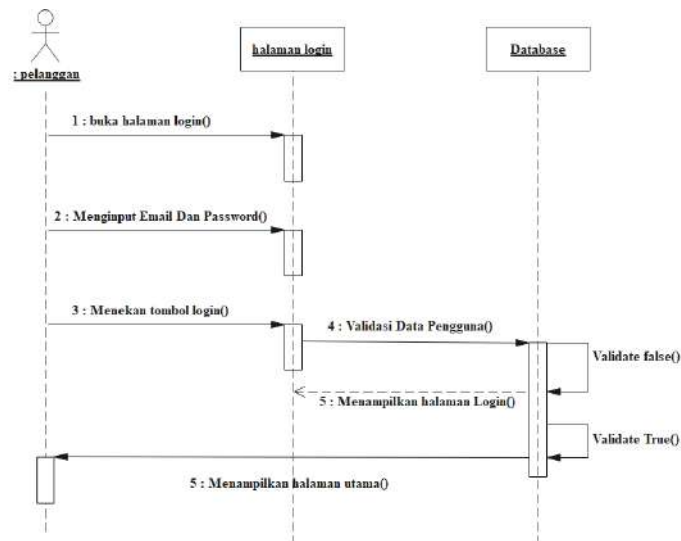 : pelanggan
halaman login
Database
1 : buka halaman login()
2 : Menginput Email Dan Password()
3 : Menekan tombol login()
4 : Validasi Data Pengguna()
Validate false()
5 : Menampilkan halaman Login()
Validate True()
5 : Menampilkan halaman utama()